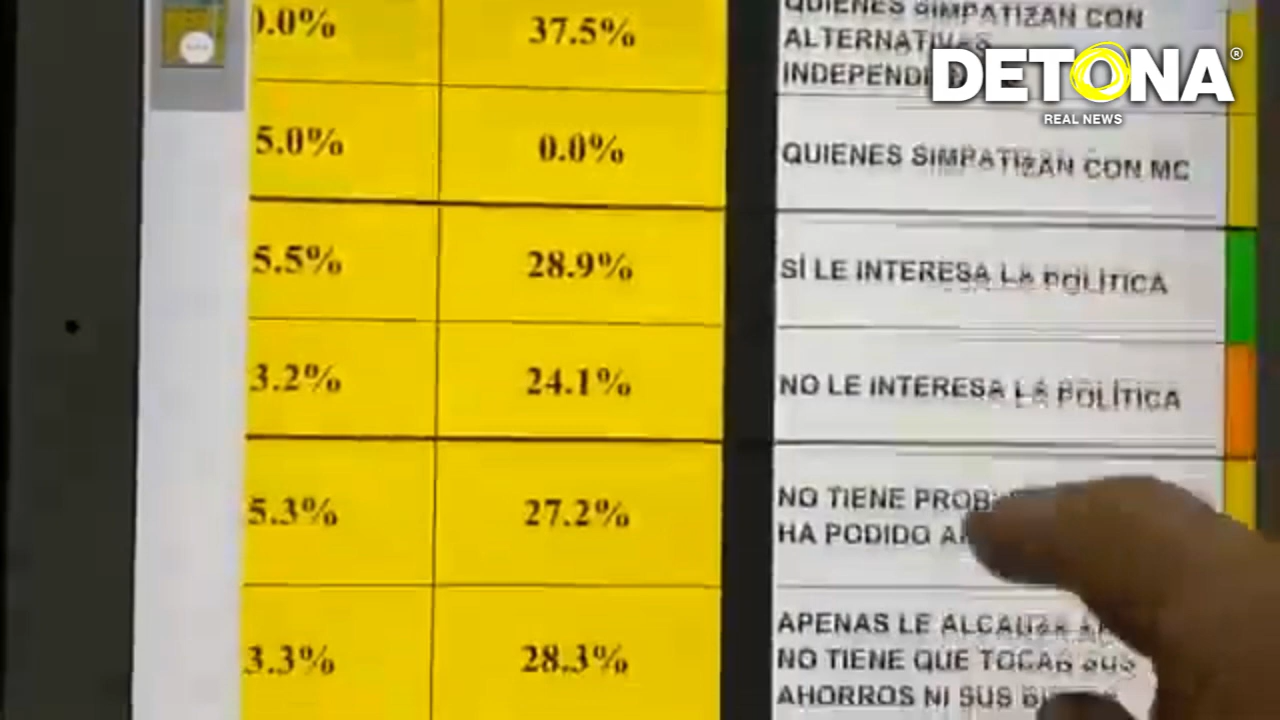 0.0%
37.5%
QUIENES SIMPATIZAN CON
ALTERNATIVAS
DETONA®
REAL NEWS
5.0%
0.0%
QUIENES SIMPATIZAN CON MC
5.5%
28.9%
SÍ LE INTERESA LA POLÍTICA
3.2%
24.1%
NO LE INTERESA LA POLÍTICA
5.3%
27.2%
NO TIENE
HA PODIDO
3.3%
28.3%
APENAS LE ALCANZA
NO TIENE QUE TOCAR SUS
AHORROS NI SUS